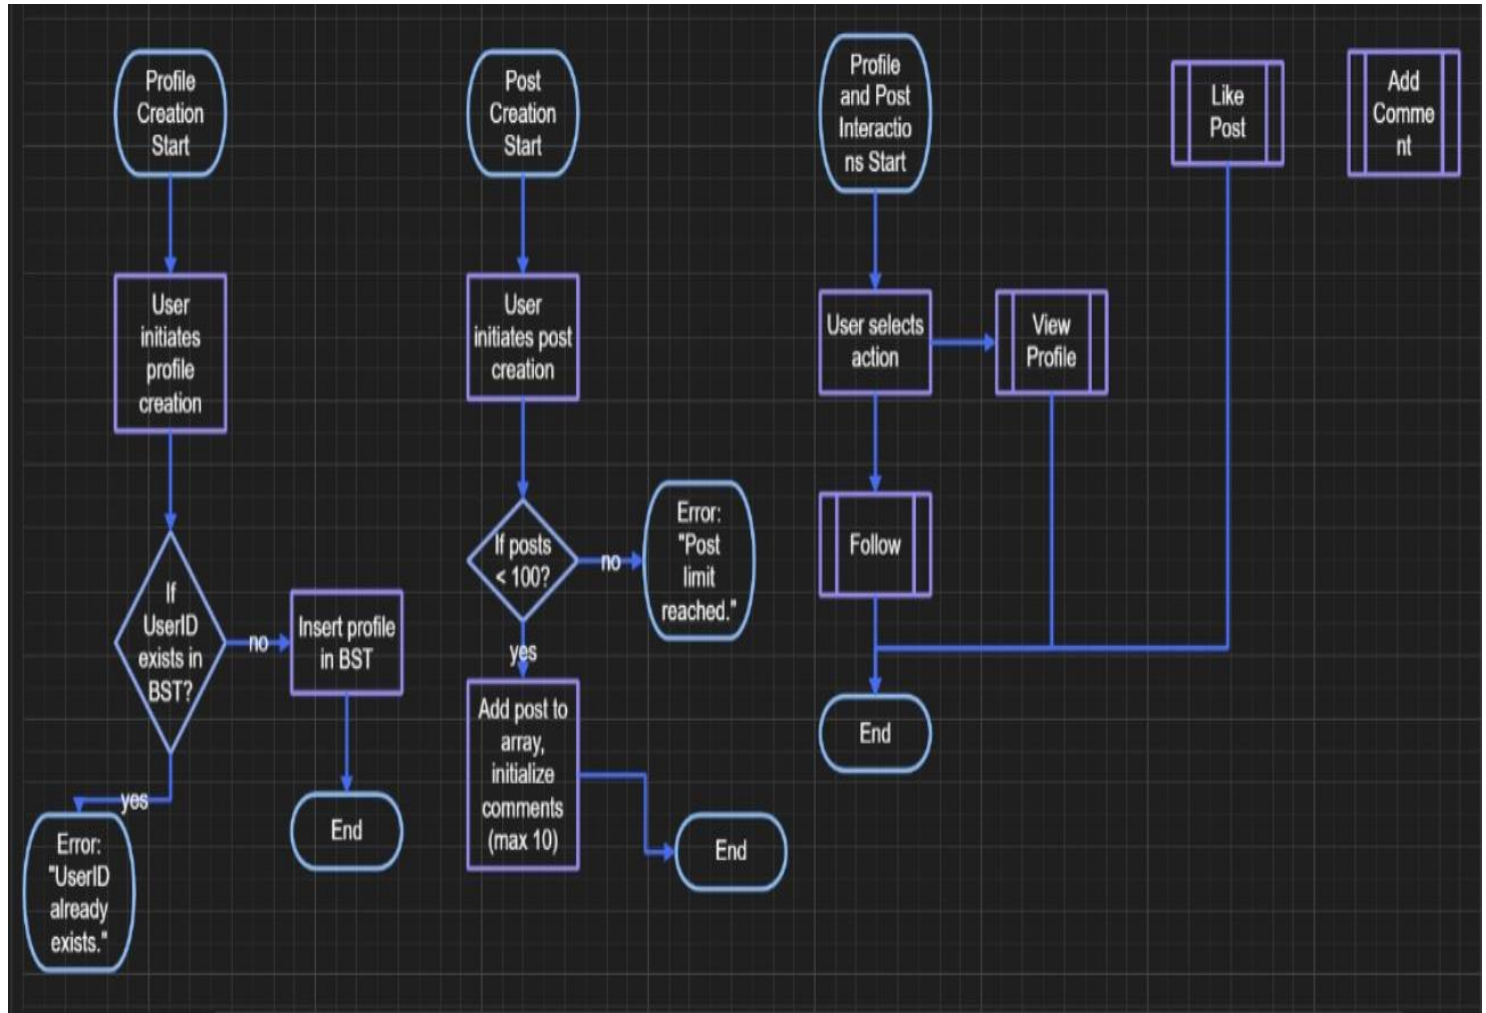 Profile
Creation
Start
User
initiates
profile
creation
If
UserID
exists in
BST?
no
Insert profile
in BST
End
yes
Error:
"UserID
already
exists."
Post
Creation
Start
User
initiates post
creation
If posts
< 100?
no
Error:
"Post
limit
reached."
yes
Add post to
array,
initialize
comments
(max 10)
End
Profile
and Post
Interactio
ns Start
User selects
action
View
Profile
Follow
End
Like
Post
Add
Comme
nt